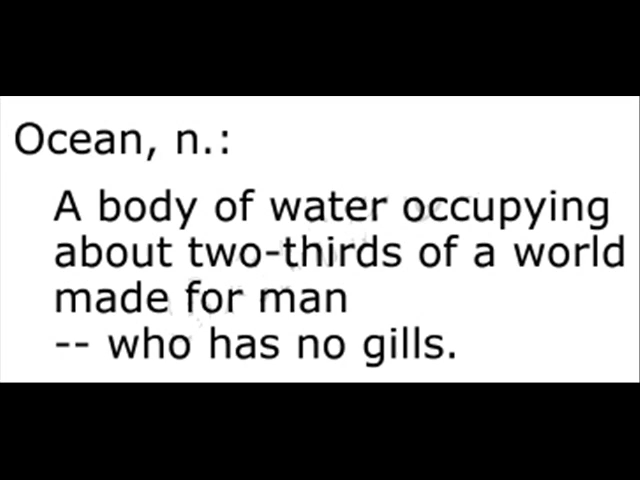 Ocean, n.:
A body of water occupying
about two-thirds of a world
made for man
-- who has no gills.